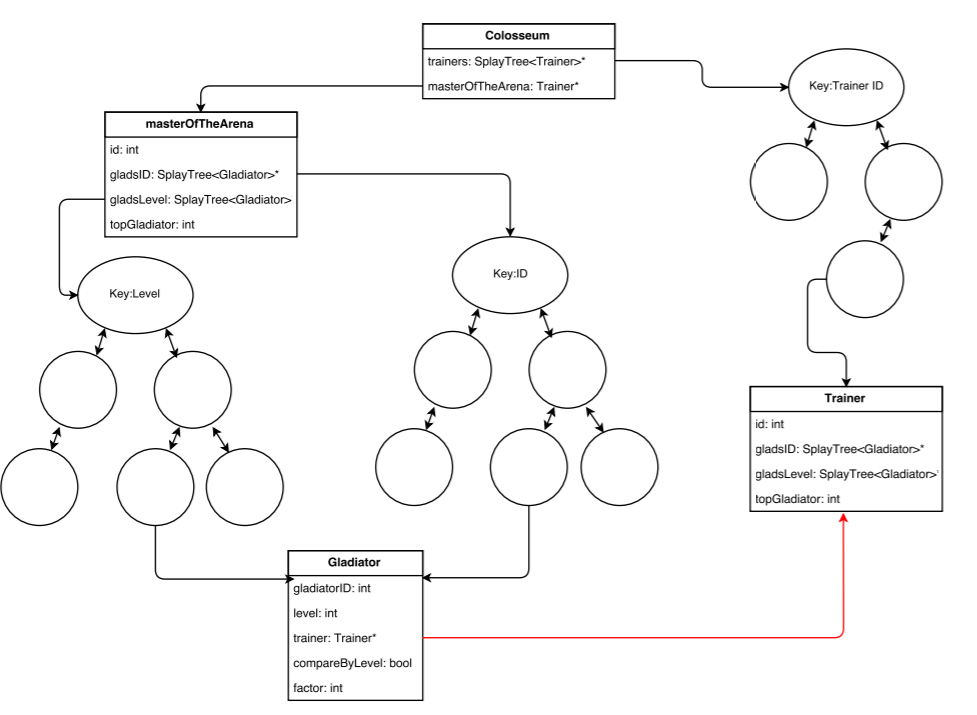 Colosseum
trainers: SplayTree<Trainer>*
masterOfTheArena: Trainer*
Key:Trainer ID
masterOfTheArena
id: int
gladsID: SplayTree<Gladiator>*
gladsLevel: SplayTree<Gladiator>
topGladiator: int
Key:Level
Key:ID
Trainer
id: int
gladsID: SplayTree<Gladiator>*
gladsLevel: SplayTree<Gladiator>*
topGladiator: int
Gladiator
gladiatorID: int
level: int
trainer: Trainer*
compareByLevel: bool
factor: int